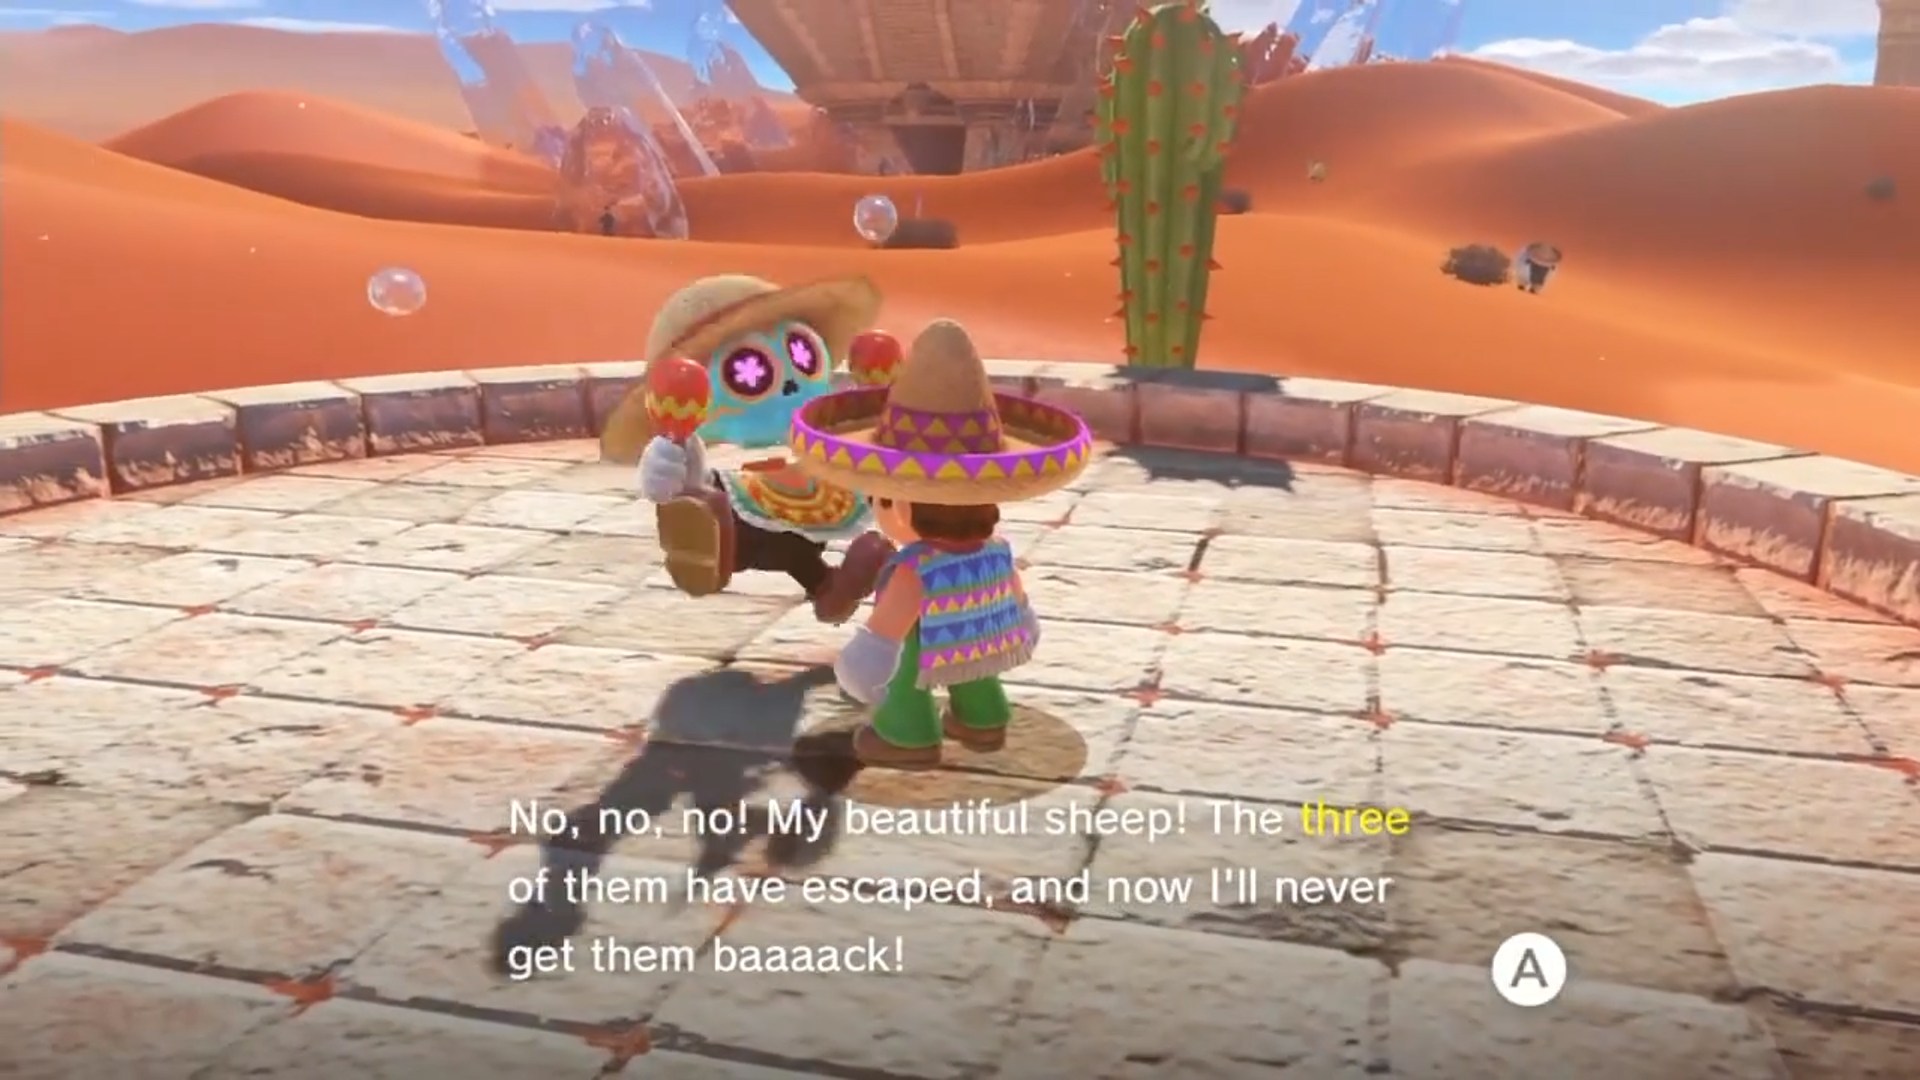 No, no, no! My beautiful sheep! The three
of them have escaped, and now I'll never
get them baaaack!
A